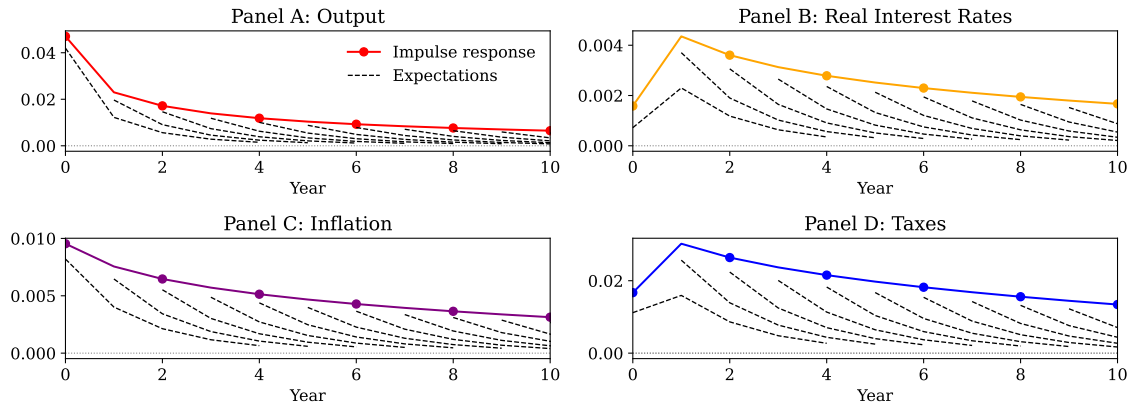 Panel A: Output
0.04
0.02
0.00
Impulse response
Expectations
0 2 4 6 8 10
Year
Panel B: Real Interest Rates
0.004
0.002
0.000
0 2 4 6 8 10
Year
Panel C: Inflation
0.010
0.005
0.000
0 2 4 6 8 10
Year
Panel D: Taxes
0.02
0.00
0 2 4 6 8 10
Year